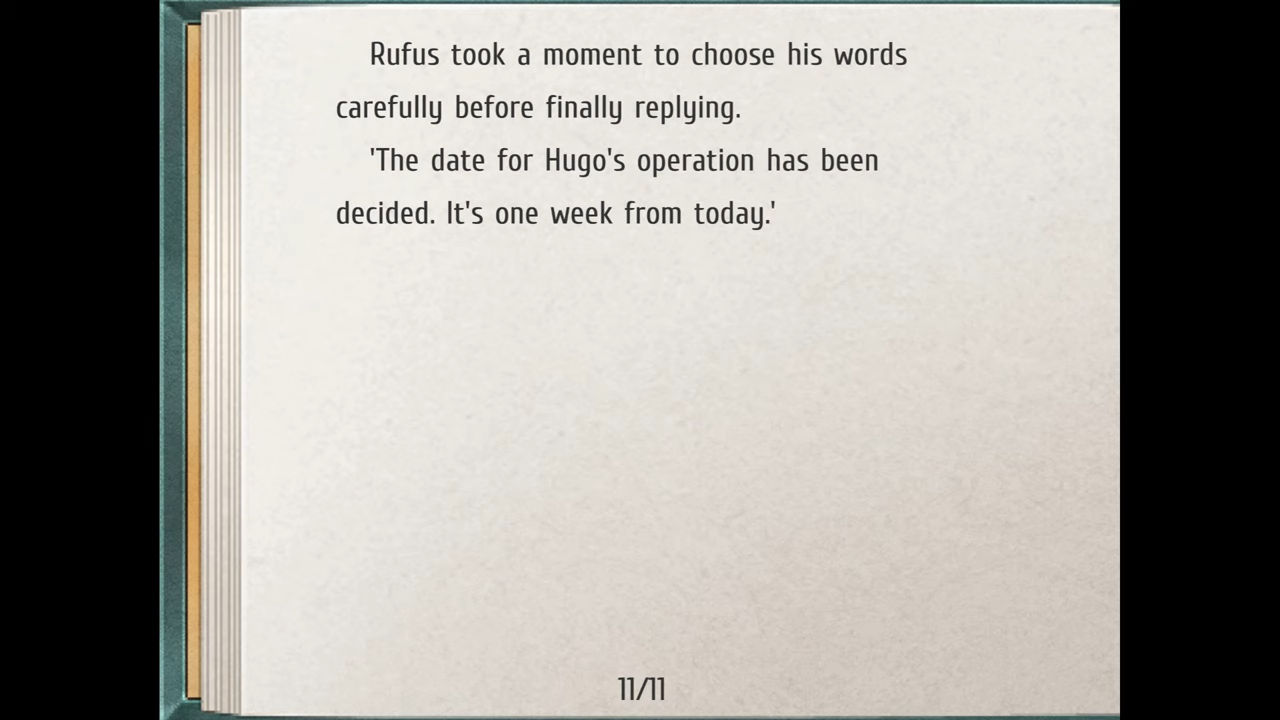 Rufus took a moment to choose his words
carefully before finally replying.
'The date for Hugo's operation has been
decided. It's one week from today.'
11/11